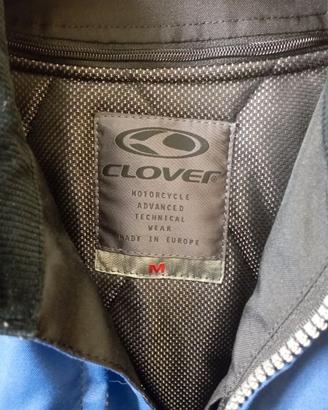 CLOVER®
MOTORCYCLE
ADVANCED
TECHNICAL
WEAR
MADE IN EUROPE
M